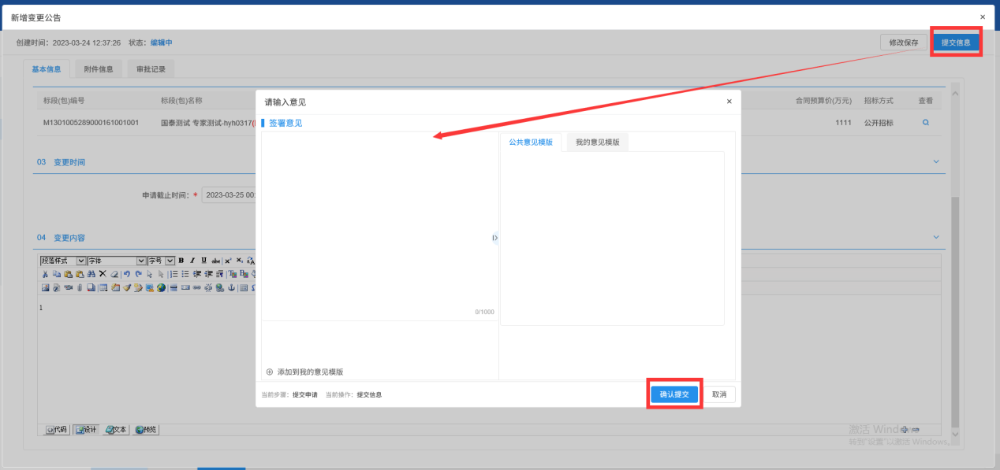 新增变更公告 ×
创建时间: 2023-03-24 12:37:26 状态: 编辑中 修改保存 提交信息
基本信息 附件信息 审批记录
标段(包)编号 标段(包)名称 合同预算价(万元) 招标方式 查看
M1301005289000161001001 国泰测试 专家测试-hyh0317( 1111 公开招标
03 变更时间
申请截止时间: * 2023-03-25 00:
04 变更内容
段落样式 字体 字号 B I U abc
1
代码 设计 文本 预览
请输入意见 ×
签署意见
公共意见模版 我的意见模版
0/1000
添加到我的意见模版
当前步骤: 提交申请 当前操作: 提交信息 确认提交 取消
激活 Windows
转到"设置"以激活 Windows。